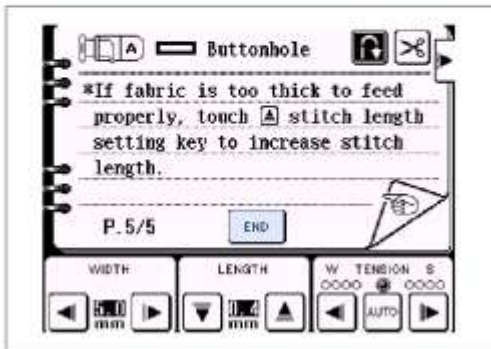 A Buttonhole
*If fabric is too thick to feed
properly, touch ▲ stitch length
setting key to increase stitch
length.
P.5/5 END
WIDTH LENGTH W TENSION S
mm mm AUTO